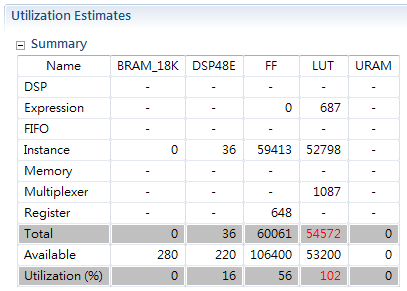 Utilization Estimates
Summary
Name BRAM_18K DSP48E FF LUT URAM
DSP - - - - -
Expression - - 0 687 -
FIFO - - - - -
Instance 0 36 59413 52798 -
Memory - - - - -
Multiplexer - - - 1087 -
Register - - 648 - -
Total 0 36 60061 54572 0
Available 280 220 106400 53200 0
Utilization (%) 0 16 56 102 0